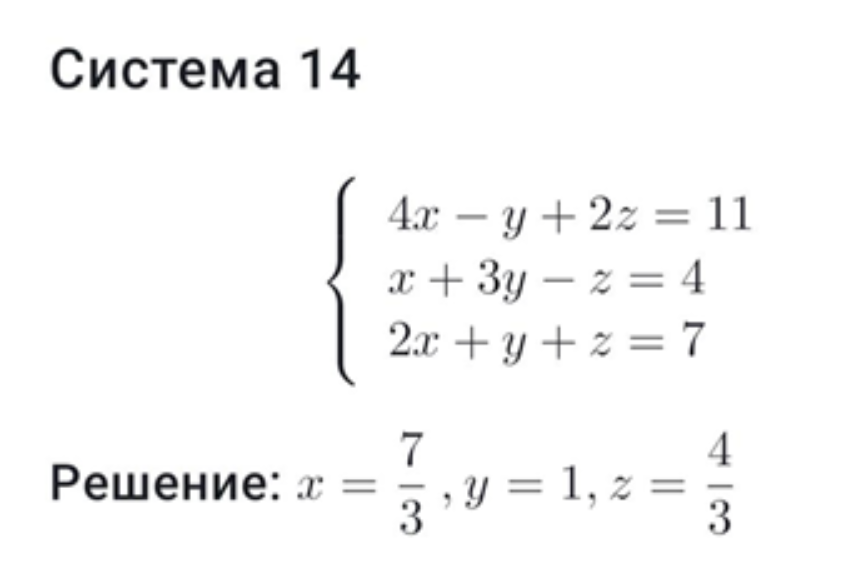 Система 14
4x − y + 2z = 11
x + 3y − z = 4
2x + y + z = 7
Решение: x = 7/3, y = 1, z = 4/3